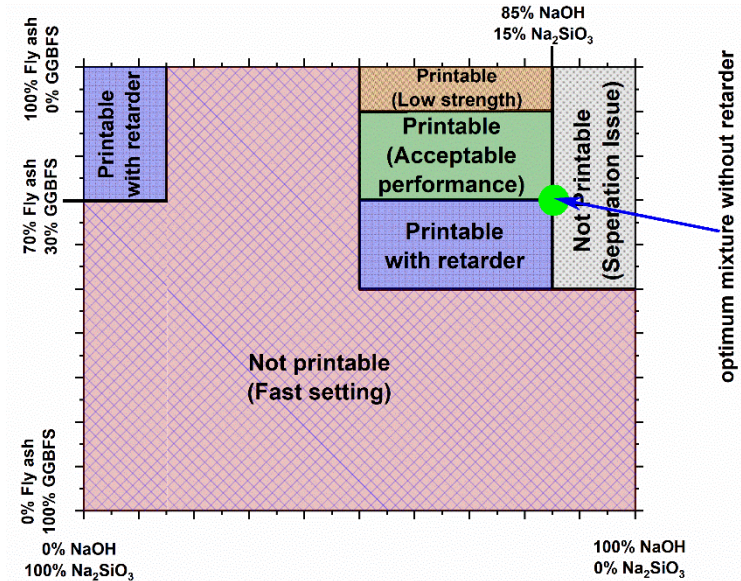 85% NaOH
15% Na₂SiO₃
100% Fly ash
0% GGBFS
Printable
with retarder
Printable
(Low strength)
Printable
(Acceptable
performance)
Not Printable
(Seperation Issue)
70% Fly ash
30% GGBFS
Printable
with retarder
optimum mixture without retarder
Not printable
(Fast setting)
0% Fly ash
100% GGBFS
0% NaOH
100% Na₂SiO₃
100% NaOH
0% Na₂SiO₃